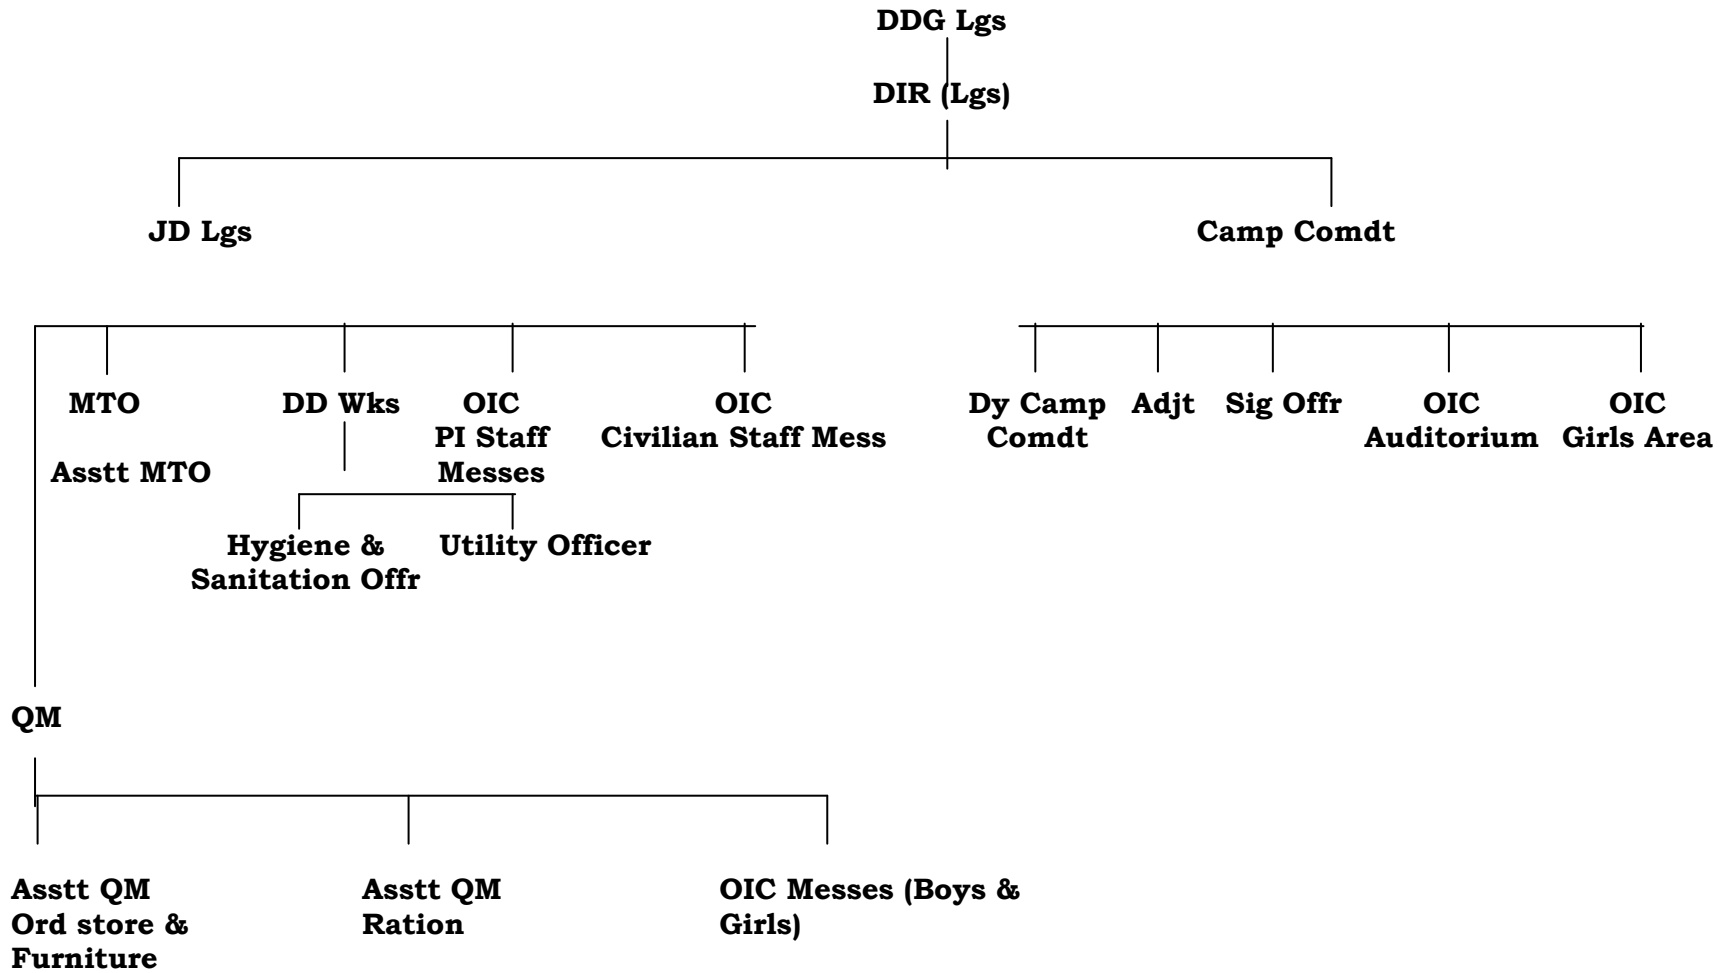 DDG Lgs
DIR (Lgs)
JD Lgs
Camp Comdt
MTO
Asstt MTO
DD Wks
OIC
PI Staff
Messes
OIC
Civilian Staff Mess
Dy Camp
Comdt
Adjt
Sig Offr
OIC
Auditorium
OIC
Girls Area
Hygiene &
Sanitation Offr
Utility Officer
QM
Asstt QM
Ord store &
Furniture
Asstt QM
Ration
OIC Messes (Boys &
Girls)